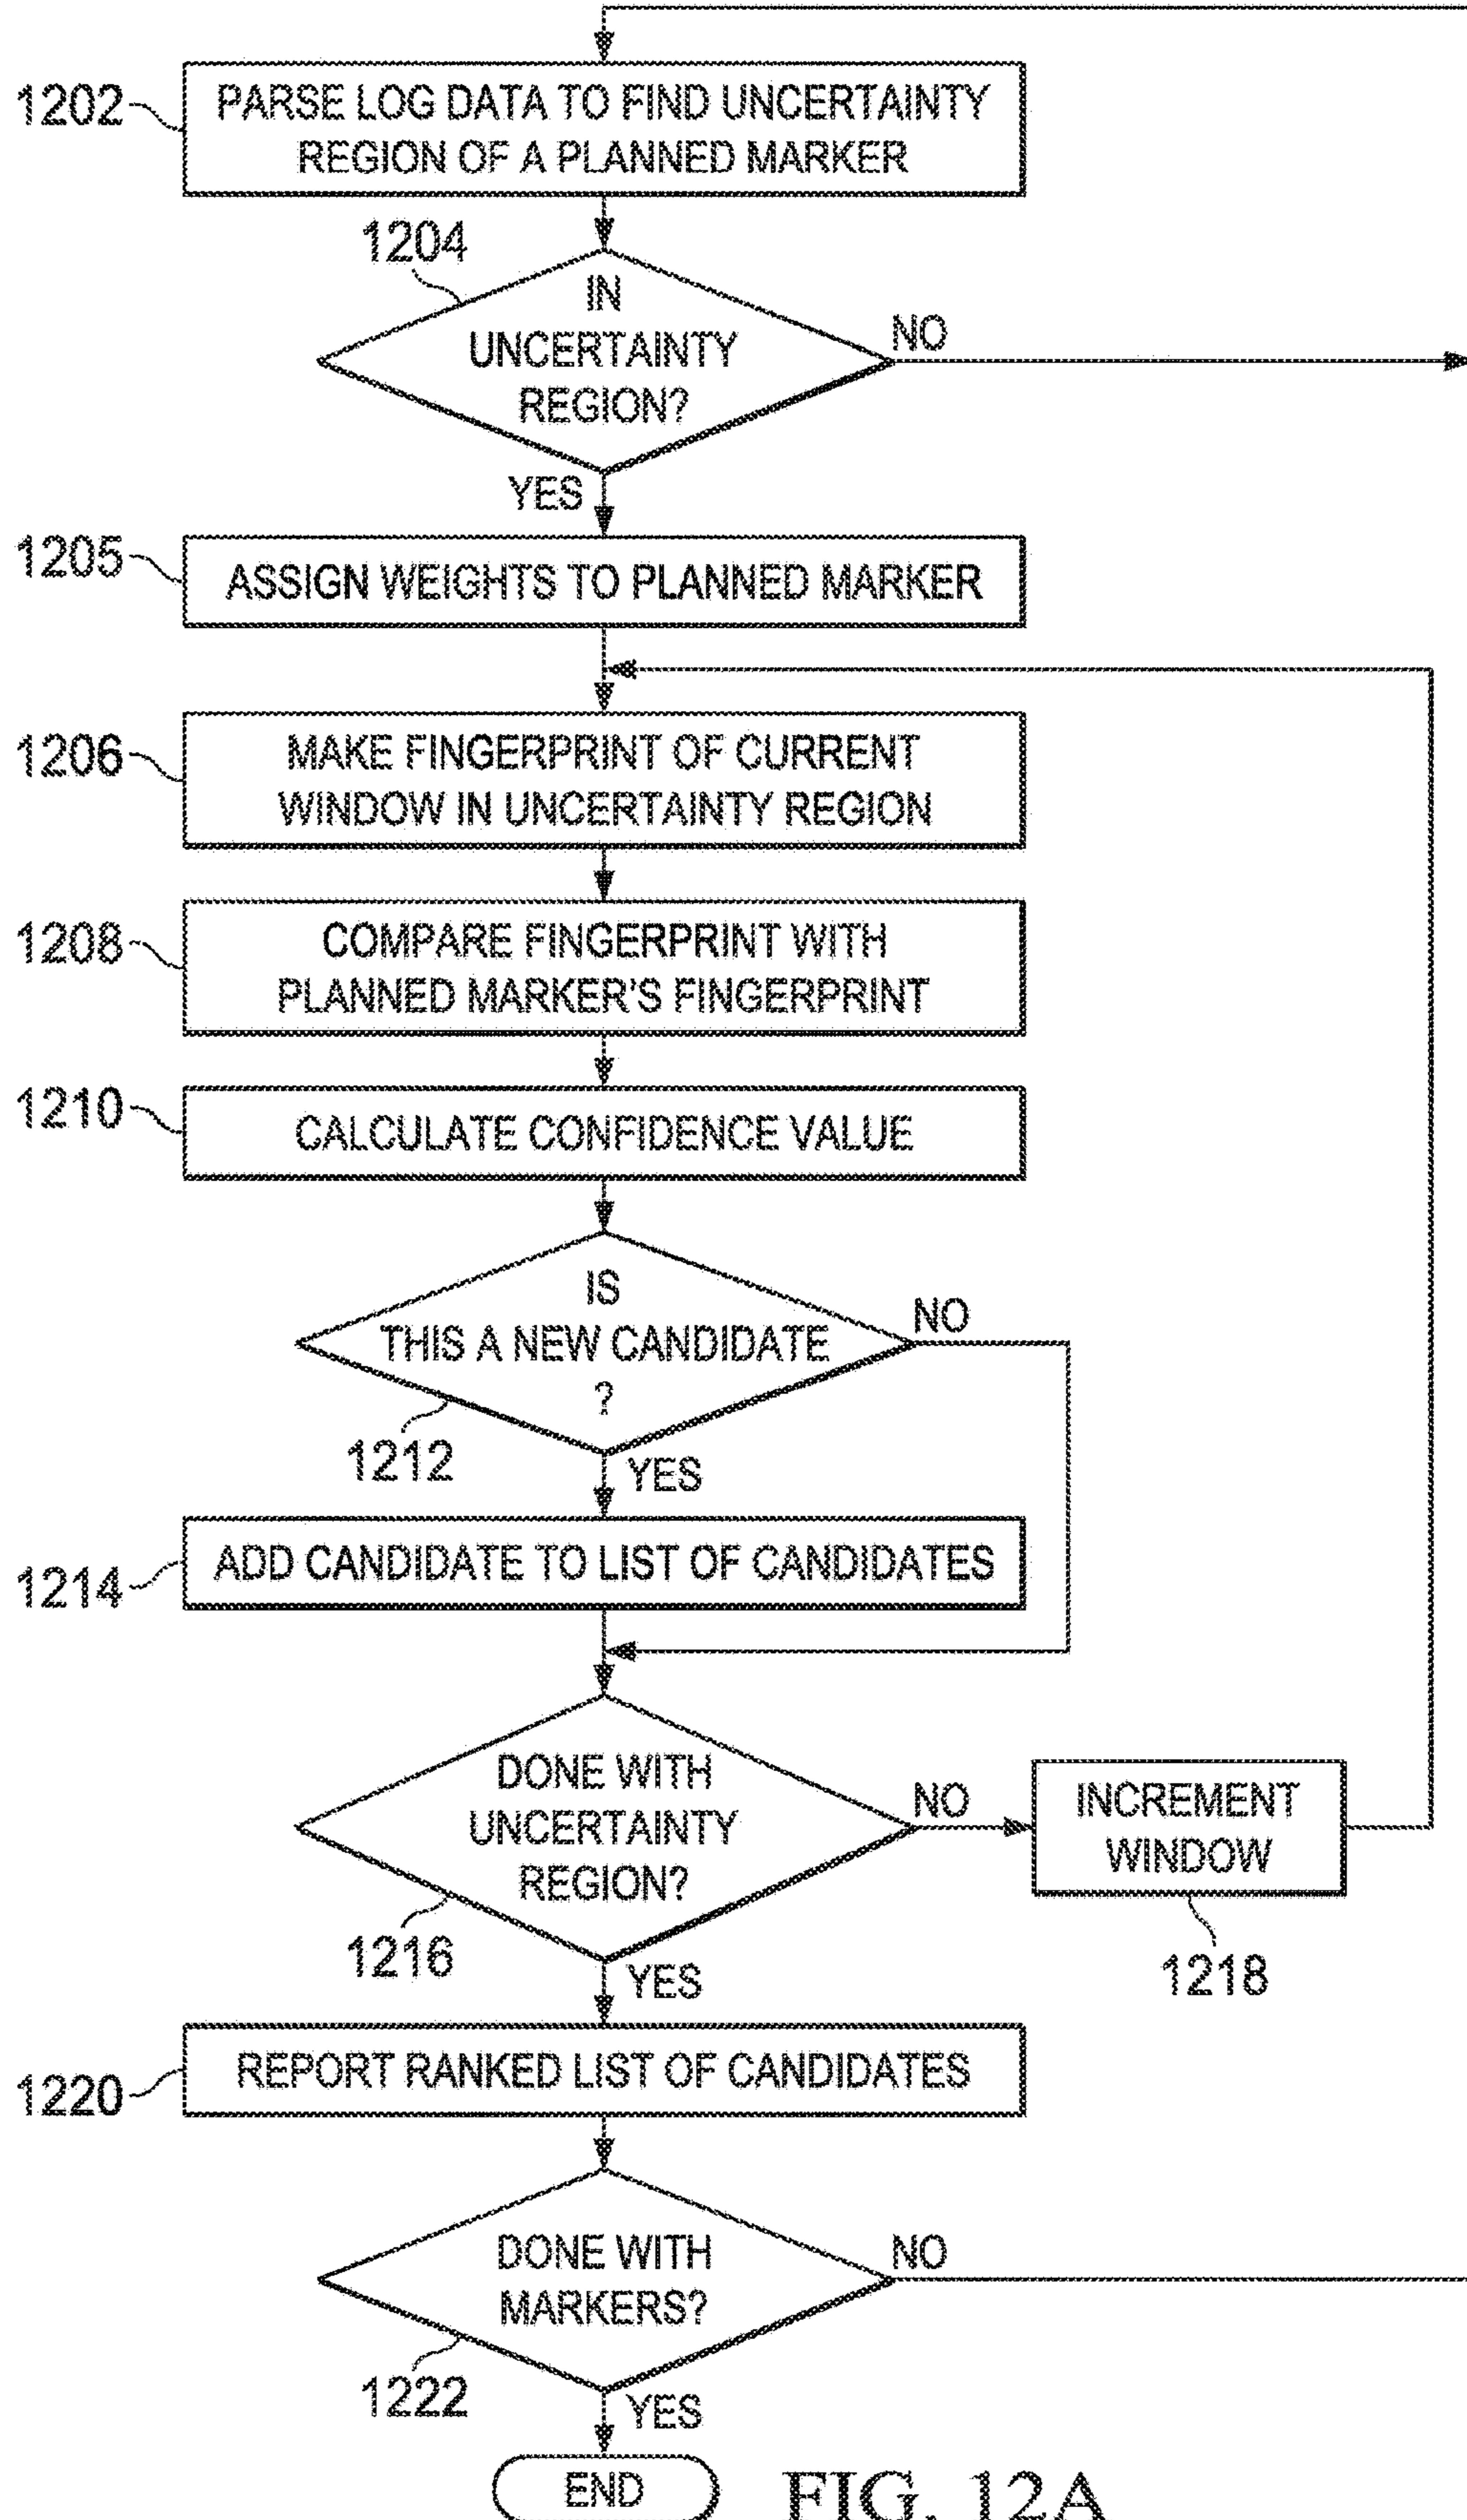 1202
PARSE LOG DATA TO FIND UNCERTAINTY
REGION OF A PLANNED MARKER
1204
IN
UNCERTAINTY
REGION?
NO
YES
1205
ASSIGN WEIGHTS TO PLANNED MARKER
1206
MAKE FINGERPRINT OF CURRENT
WINDOW IN UNCERTAINTY REGION
1208
COMPARE FINGERPRINT WITH
PLANNED MARKER'S FINGERPRINT
1210
CALCULATE CONFIDENCE VALUE
IS
THIS A NEW CANDIDATE
?
NO
1212
YES
1214
ADD CANDIDATE TO LIST OF CANDIDATES
DONE WITH
UNCERTAINTY
REGION?
NO
INCREMENT
WINDOW
1216
1218
YES
1220
REPORT RANKED LIST OF CANDIDATES
DONE WITH
MARKERS?
NO
1222
YES
END
FIG. 12A